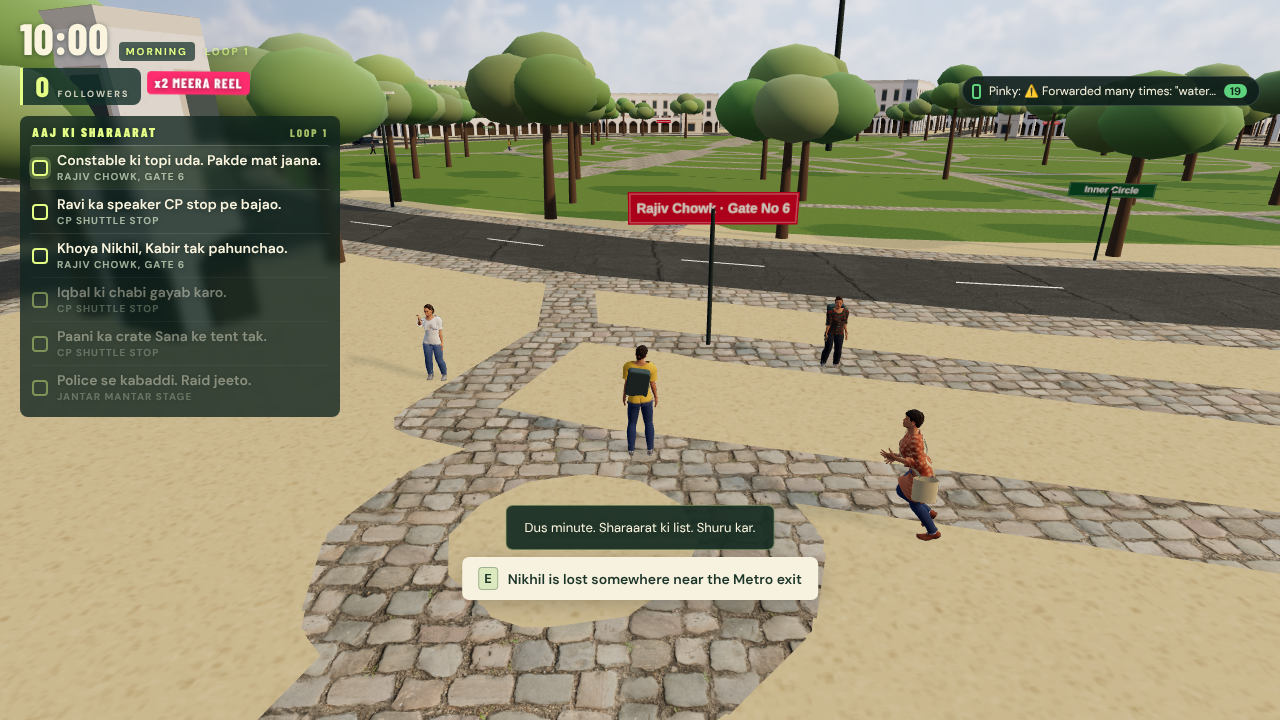 10:00
MORNING
LOOP 1
0 FOLLOWERS
x2 MEERA REEL
AAJ KI SHARAARAT
LOOP 1
Constable ki topi uda. Pakde mat jaana.
RAJIV CHOWK, GATE 6
Ravi ka speaker CP stop pe bajao.
CP SHUTTLE STOP
Khoya Nikhil, Kabir tak pahunchao.
RAJIV CHOWK, GATE 6
Iqbal ki chabi gayab karo.
CP SHUTTLE STOP
Paani ka crate Sana ke tent tak.
CP SHUTTLE STOP
Police se kabaddi. Raid jeeto.
JANTAR MANTAR STAGE
Pinky: ⚠️ Forwarded many times: "water...
19
Inner Circle
Rajiv Chowk · Gate No 6
Dus minute. Sharaarat ki list. Shuru kar.
E Nikhil is lost somewhere near the Metro exit